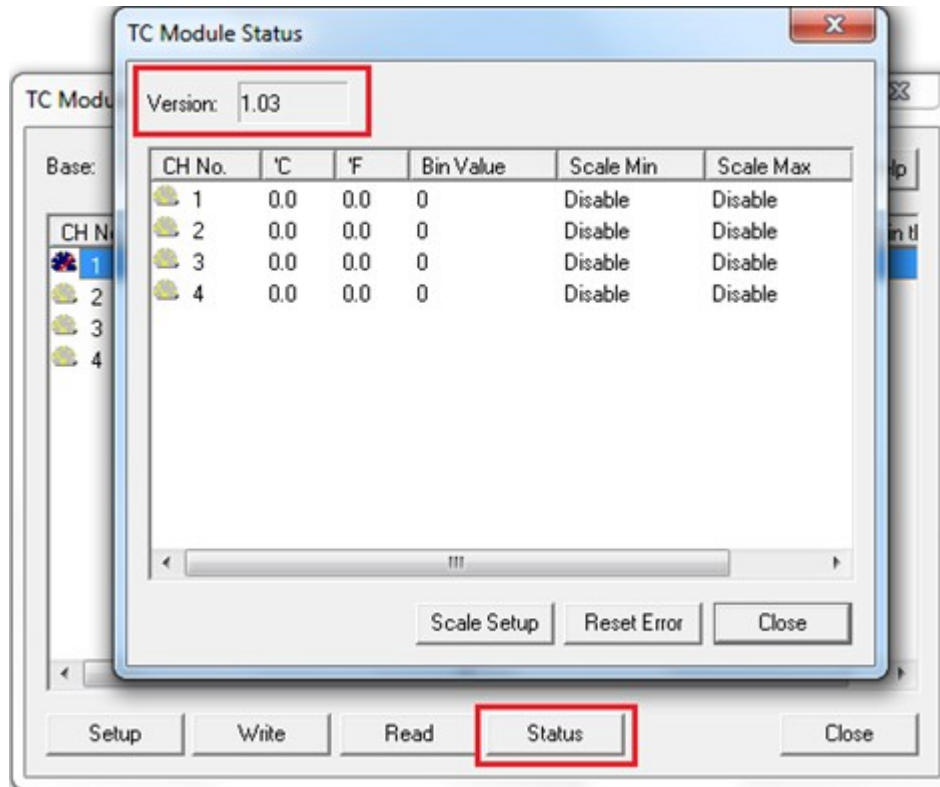 TC Module Status
Version: 1.03
CH No. 'C 'F Bin Value Scale Min Scale Max
1 0.0 0.0 0 Disable Disable
2 0.0 0.0 0 Disable Disable
3 0.0 0.0 0 Disable Disable
4 0.0 0.0 0 Disable Disable
Scale Setup Reset Error Close
TC Modu
Base: lp
CH N in tl
1
2
3
4
Setup Write Read Status Close